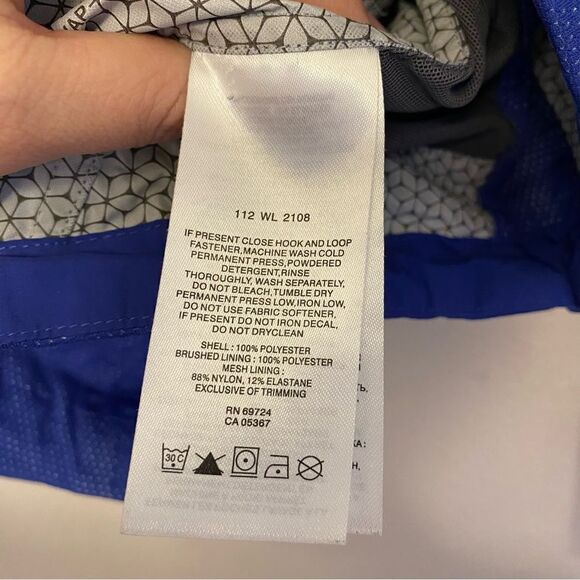 112 WL 2108
IF PRESENT CLOSE HOOK AND LOOP
FASTENER,MACHINE WASH COLD
PERMANENT PRESS,POWDERED
DETERGENT,RINSE
THOROUGHLY, WASH SEPARATELY,
DO NOT BLEACH,TUMBLE DRY
PERMANENT PRESS LOW,IRON LOW,
DO NOT USE FABRIC SOFTENER,
IF PRESENT DO NOT IRON DECAL,
DO NOT DRYCLEAN
SHELL : 100% POLYESTER
BRUSHED LINING : 100% POLYESTER
MESH LINING :
88% NYLON, 12% ELASTANE
EXCLUSIVE OF TRIMMING
RN 69724
CA 05367
30 C